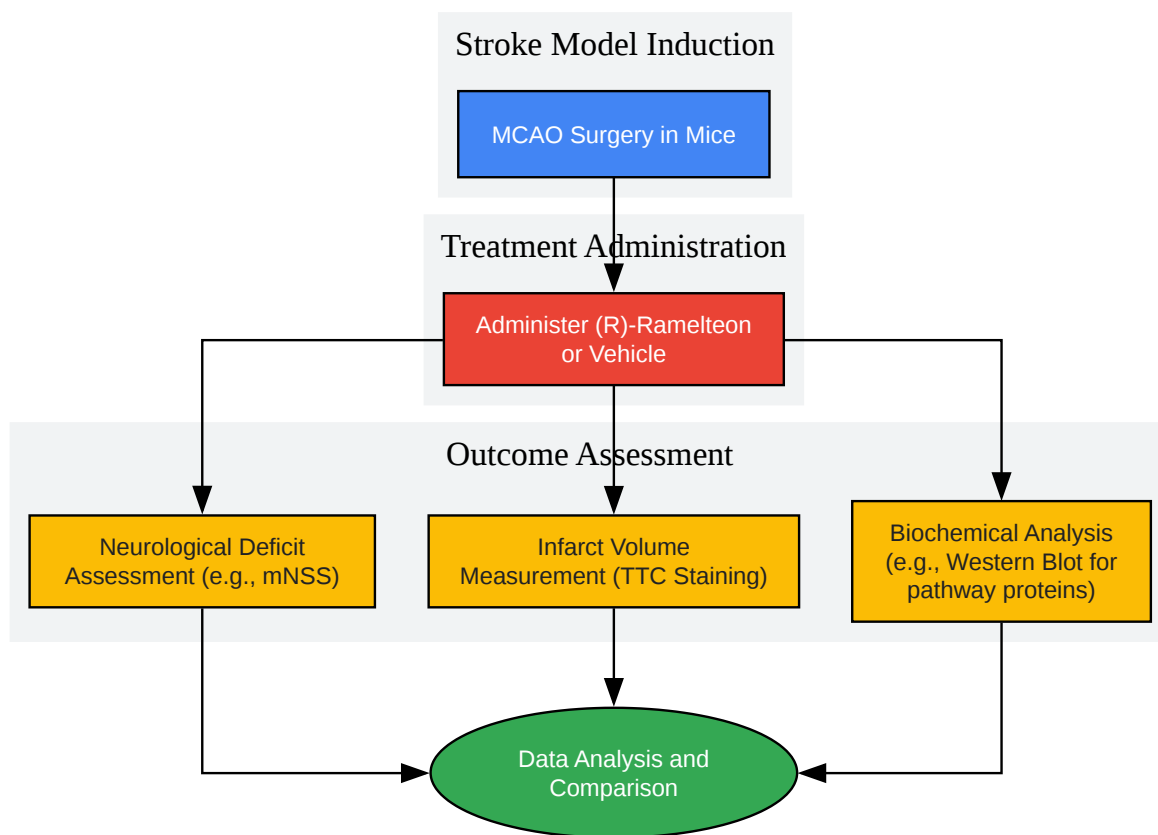 Stroke Model Induction
MCAO Surgery in Mice
Treatment Administration
Administer (R)-Ramelteon
or Vehicle
Outcome Assessment
Neurological Deficit
Assessment (e.g., mNSS)
Infarct Volume
Measurement (TTC Staining)
Biochemical Analysis
(e.g., Western Blot for
pathway proteins)
Data Analysis and
Comparison